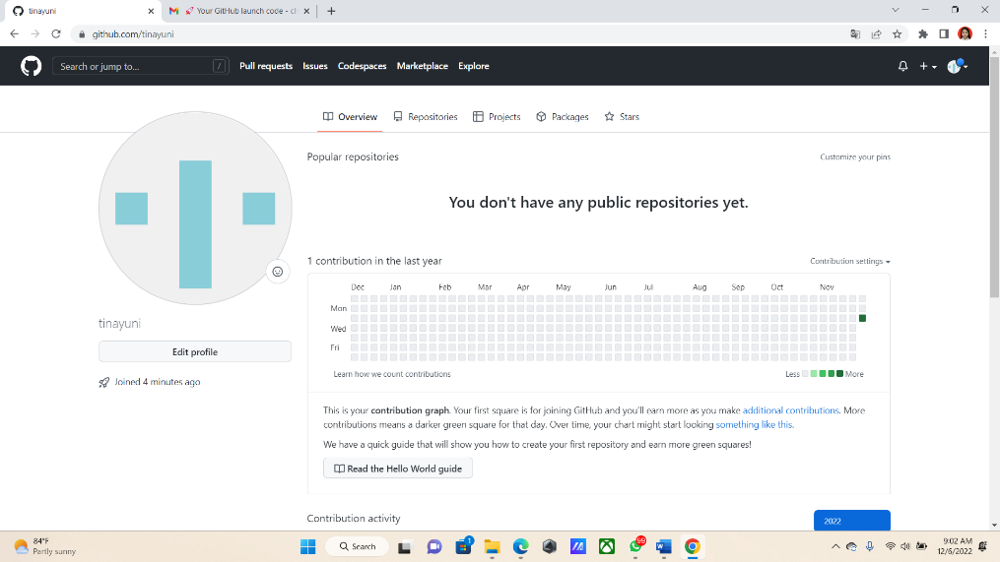 tinayuni
Your GitHub launch code - ch
github.com/tinayuni
Search or jump to... /
Pull requests Issues Codespaces Marketplace Explore
Overview Repositories Projects Packages Stars
Popular repositories Customize your pins
You don't have any public repositories yet.
1 contribution in the last year Contribution settings
Dec Jan Feb Mar Apr May Jun Jul Aug Sep Oct Nov
Mon
Wed
Fri
Learn how we count contributions Less More
tinayuni
Edit profile
Joined 4 minutes ago
This is your contribution graph. Your first square is for joining GitHub and you'll earn more as you make additional contributions. More
contributions means a darker green square for that day. Over time, your chart might start looking something like this.
We have a quick guide that will show you how to create your first repository and earn more green squares!
Read the Hello World guide
Contribution activity 2022
84°F
Partly sunny
Search
1
99
9:02 AM
12/6/2022